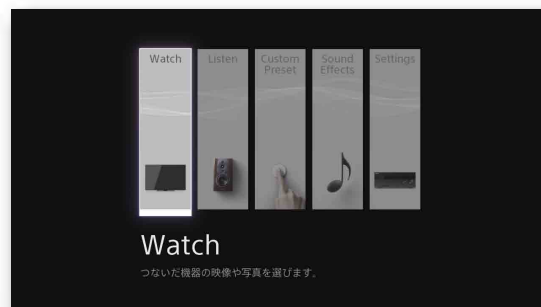 Watch
Listen
Custom
Preset
Sound
Effects
Settings
Watch
つないだ機器の映像や写真を選びます。